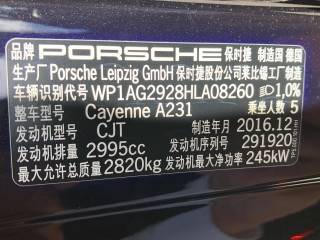 品牌 PORSCHE 保时捷 制造国 德国
生产厂 Porsche Leipzig GmbH 保时捷股份公司莱比锡工厂制造
车辆识别代号 WP1AG2928HLA08260 1,0%
整车型号 Cayenne A231 乘坐人数 5
发动机型号 CJT 制造年月 2016.12
发动机排量 2995cc 发动机号 291920
最大允许总质量 2820kg 发动机最大净功率 245kW